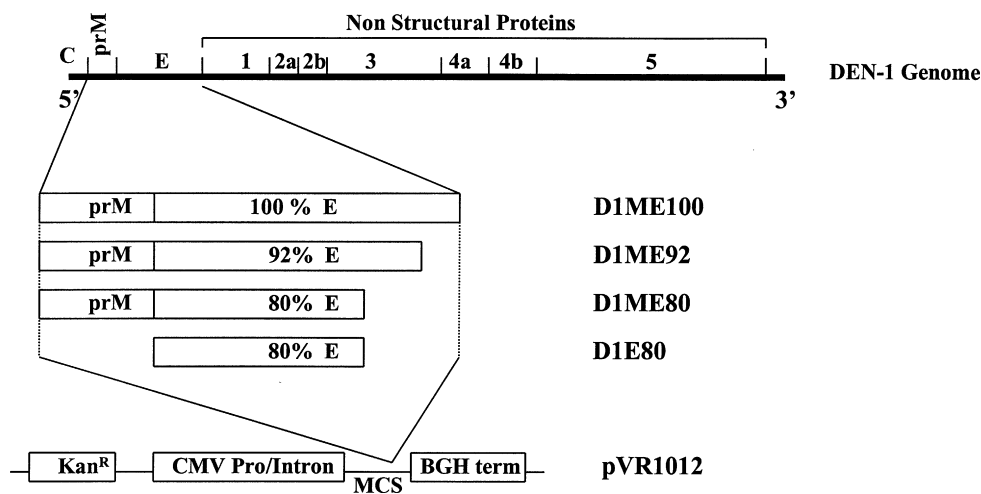 Non Structural Proteins
C prM E 1 2a 2b 3 4a 4b 5 DEN-1 Genome
5’ 3’
prM 100 % E D1ME100
prM 92% E D1ME92
prM 80% E D1ME80
80% E D1E80
Kanᴿ CMV Pro/Intron MCS BGH term pVR1012